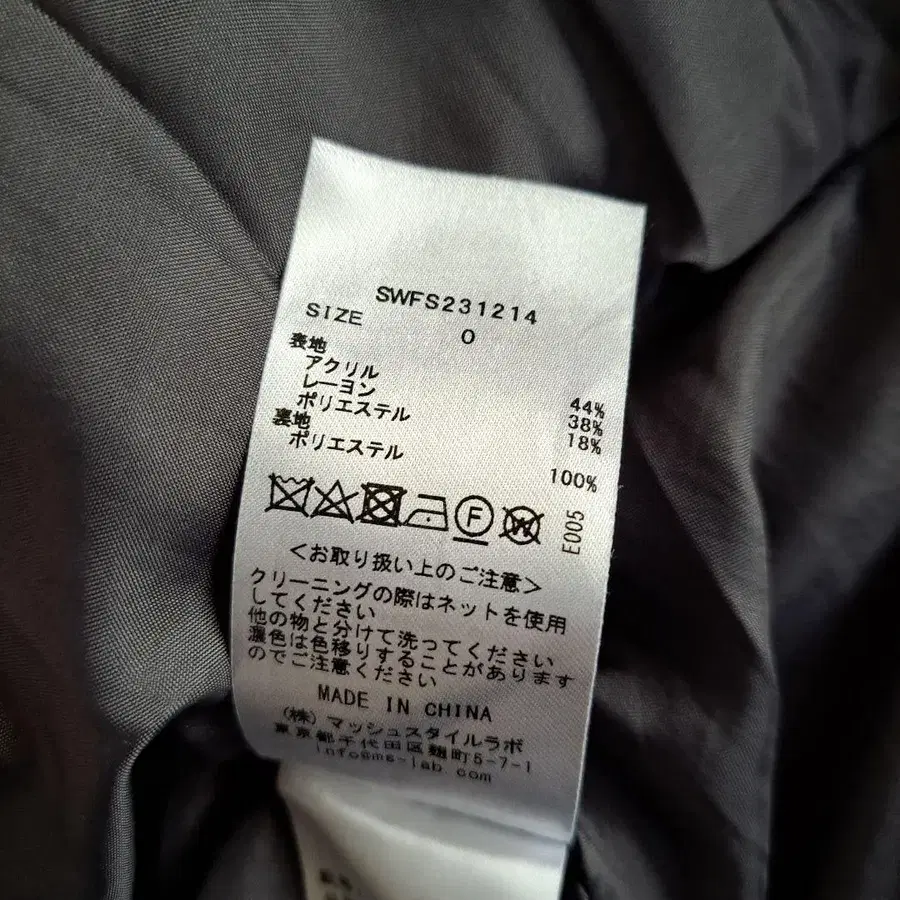 SWFS231214
SIZE 0
表地
アクリル 44%
レーヨン 38%
ポリエステル 18%
裏地
ポリエステル 100%
F W E005
＜お取り扱い上のご注意＞
クリーニングの際はネットを使用
してください
他の物と分けて洗ってください
濃色は色移りすることがあります
のでご注意ください
MADE IN CHINA
(株)マッシュスタイルラボ
東京都千代田区麹町5-7-1
info@ms-lab.com